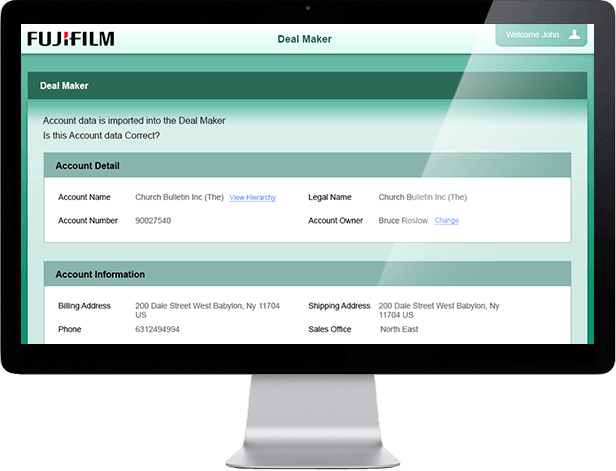 FUJIFILM
Deal Maker
Welcome John
Deal Maker
Account data is imported into the Deal Maker
Is this Account data Correct?
Account Detail
Account Name Church Bulletin Inc (The) View Hierarchy Legal Name Church Bulletin Inc (The)
Account Number 90027540 Account Owner Bruce Roslow Change
Account Information
Billing Address 200 Dale Street West Babylon, Ny 11704 Shipping Address 200 Dale Street West Babylon, Ny
US 11704 US
Phone 6312494994 Sales Office North East